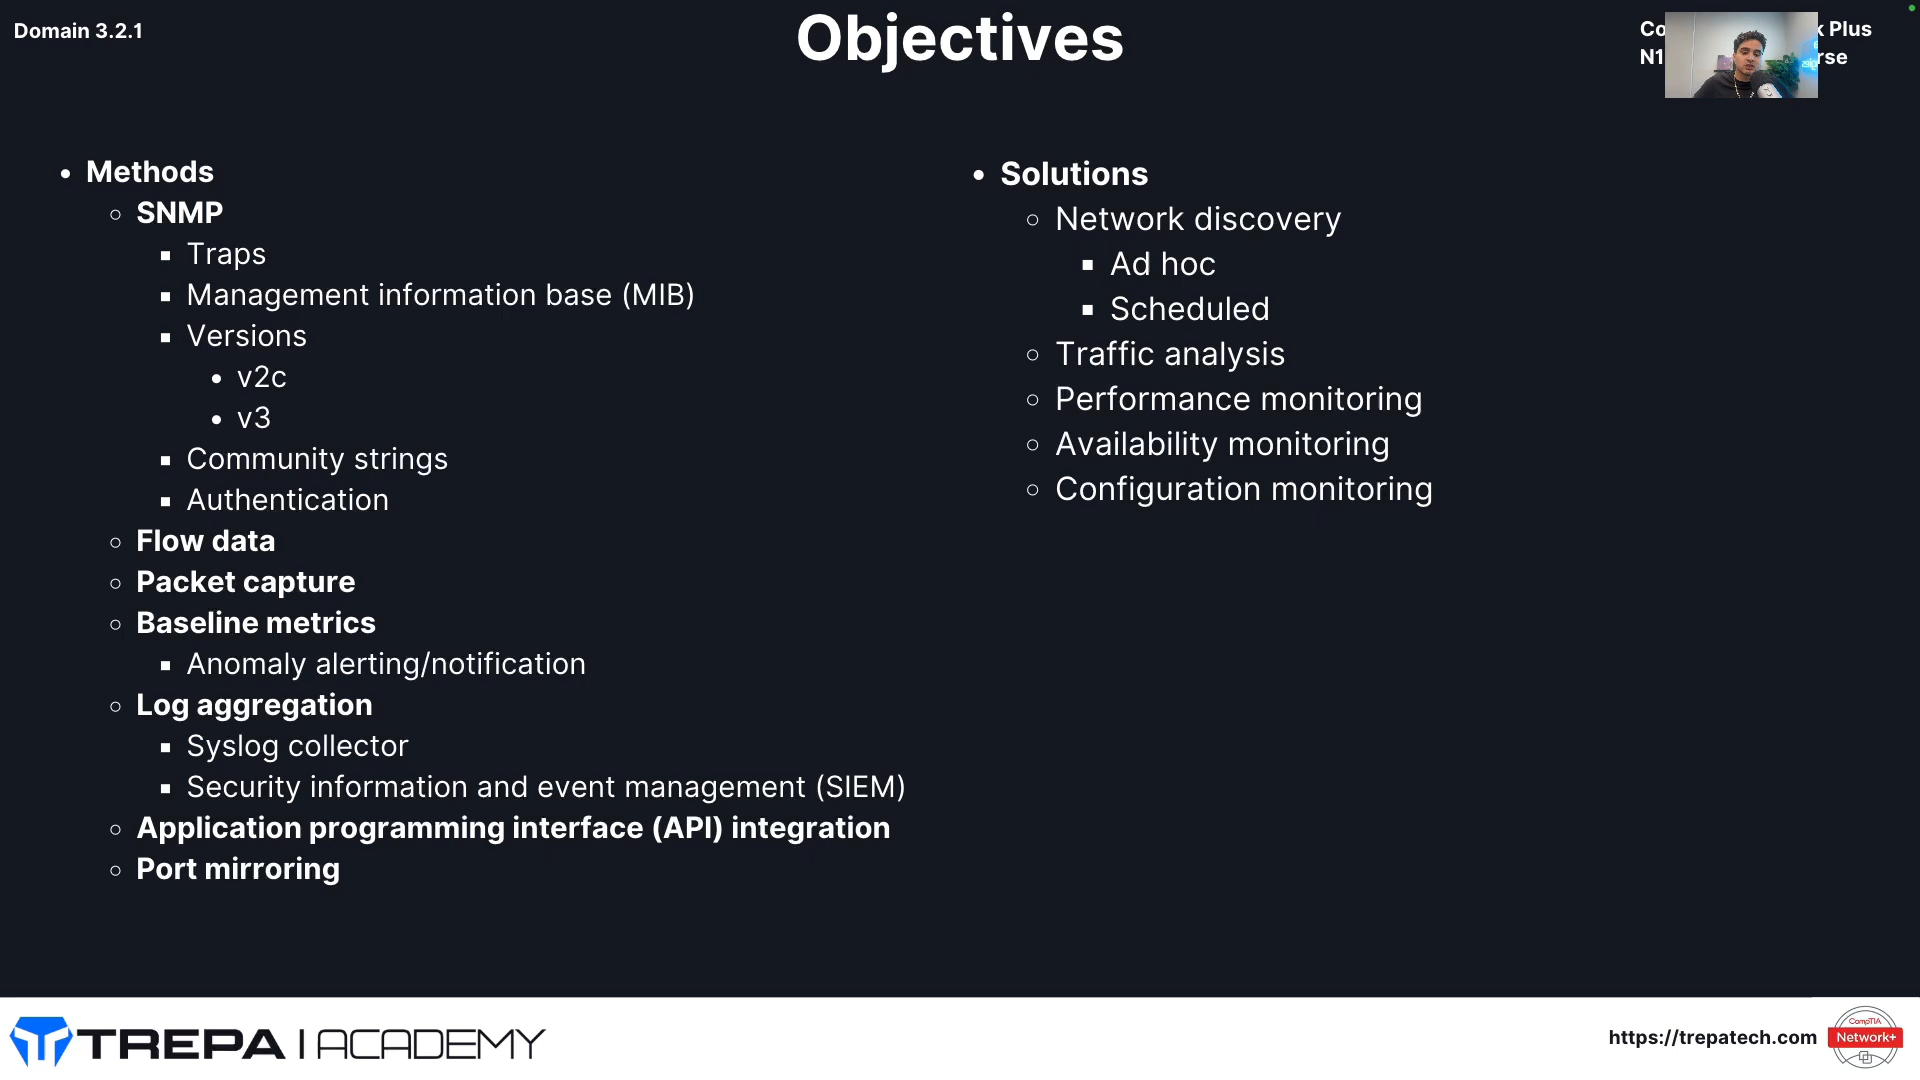 Domain 3.2.1
Objectives
Plus
Methods
SNMP
Traps
Management information base (MIB)
Versions
v2c
v3
Community strings
Authentication
Flow data
Packet capture
Baseline metrics
Anomaly alerting/notification
Log aggregation
Syslog collector
Security information and event management (SIEM)
Application programming interface (API) integration
Port mirroring
Solutions
Network discovery
Ad hoc
Scheduled
Traffic analysis
Performance monitoring
Availability monitoring
Configuration monitoring
TREPA | ACADEMY
https://trepatech.com
CompTIA
Network+